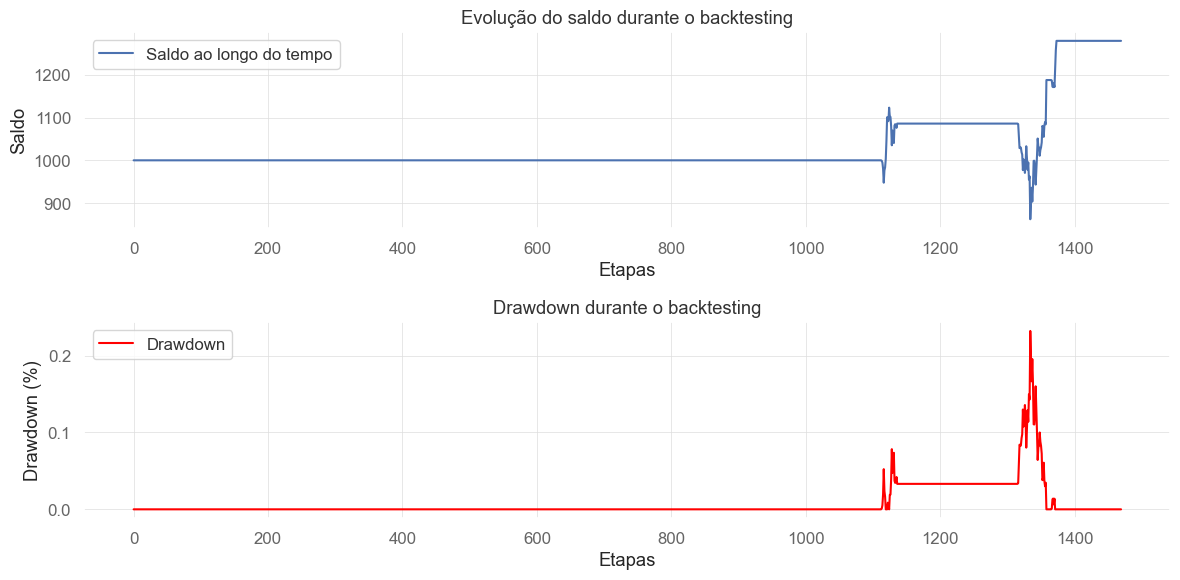 Evolução do saldo durante o backtesting
Saldo ao longo do tempo
Saldo
1200
1100
1000
900
0 200 400 600 800 1000 1200 1400
Etapas
Drawdown durante o backtesting
Drawdown
Drawdown (%)
0.2
0.1
0.0
0 200 400 600 800 1000 1200 1400
Etapas